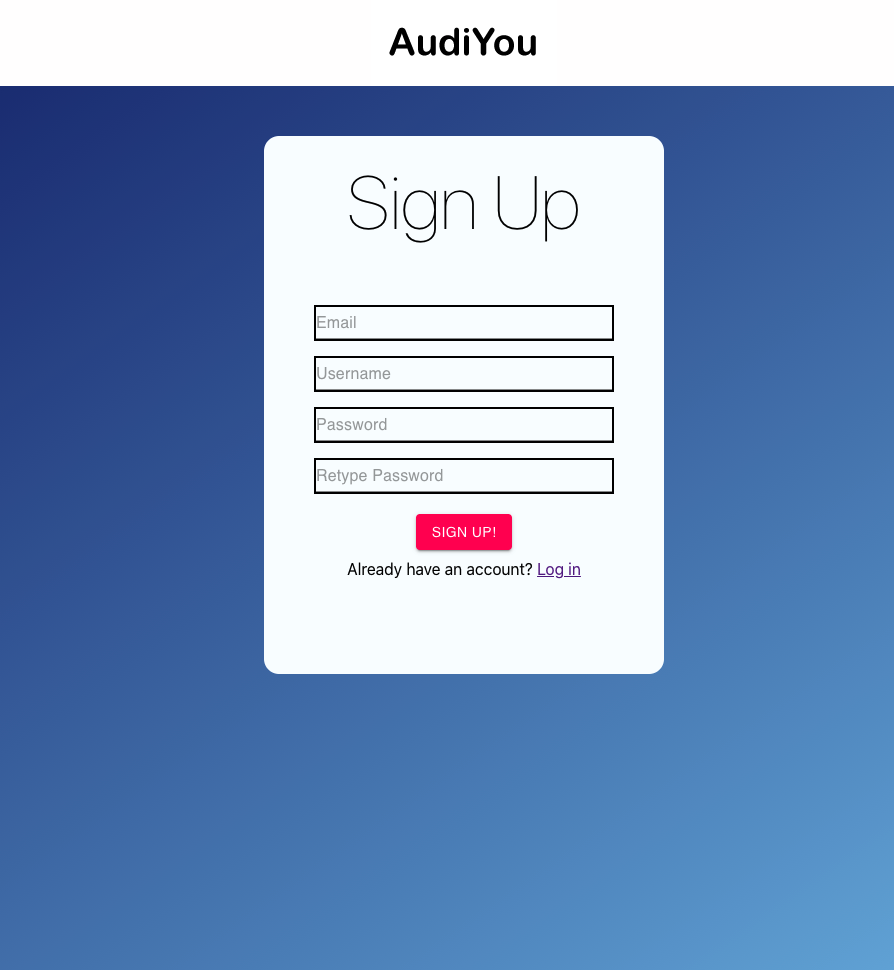 AudiYou
Sign Up
Email
Username
Password
Retype Password
SIGN UP!
Already have an account? Log in